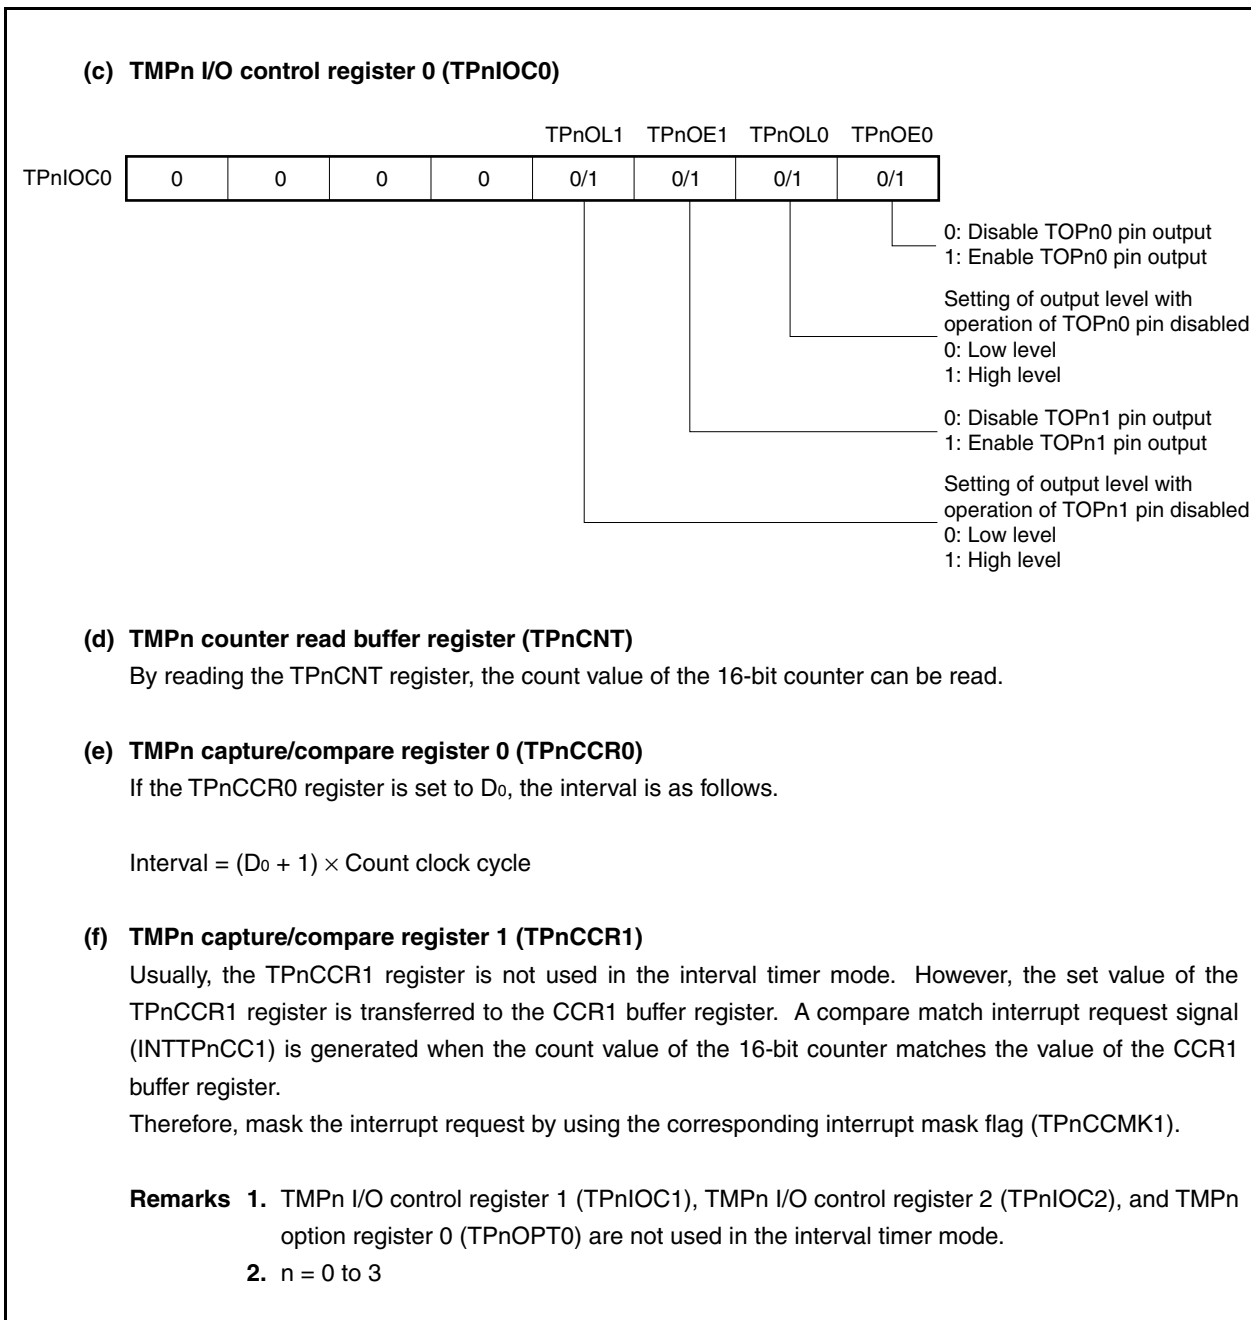 (c) TMPn I/O control register 0 (TPnIOC0)
TPnOL1 TPnOE1 TPnOL0 TPnOE0
TPnIOC0 0 0 0 0 0/1 0/1 0/1 0/1
0: Disable TOPn0 pin output
1: Enable TOPn0 pin output
Setting of output level with
operation of TOPn0 pin disabled
0: Low level
1: High level
0: Disable TOPn1 pin output
1: Enable TOPn1 pin output
Setting of output level with
operation of TOPn1 pin disabled
0: Low level
1: High level
(d) TMPn counter read buffer register (TPnCNT)
By reading the TPnCNT register, the count value of the 16-bit counter can be read.
(e) TMPn capture/compare register 0 (TPnCCR0)
If the TPnCCR0 register is set to D₀, the interval is as follows.
Interval = (D₀ + 1) × Count clock cycle
(f) TMPn capture/compare register 1 (TPnCCR1)
Usually, the TPnCCR1 register is not used in the interval timer mode. However, the set value of the
TPnCCR1 register is transferred to the CCR1 buffer register. A compare match interrupt request signal
(INTTPnCC1) is generated when the count value of the 16-bit counter matches the value of the CCR1
buffer register.
Therefore, mask the interrupt request by using the corresponding interrupt mask flag (TPnCCMK1).
Remarks 1. TMPn I/O control register 1 (TPnIOC1), TMPn I/O control register 2 (TPnIOC2), and TMPn
option register 0 (TPnOPT0) are not used in the interval timer mode.
2. n = 0 to 3